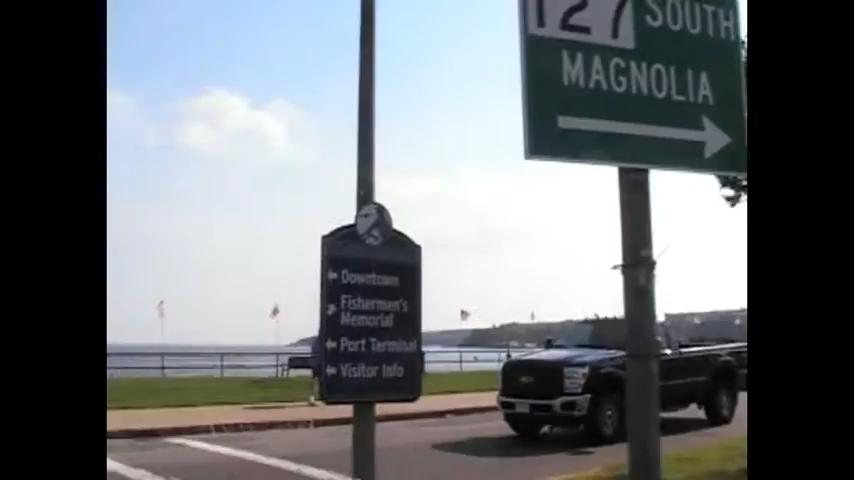 127 SOUTH
MAGNOLIA
Downtown
Fishermen's
Memorial
Port Terminal
Visitor Info